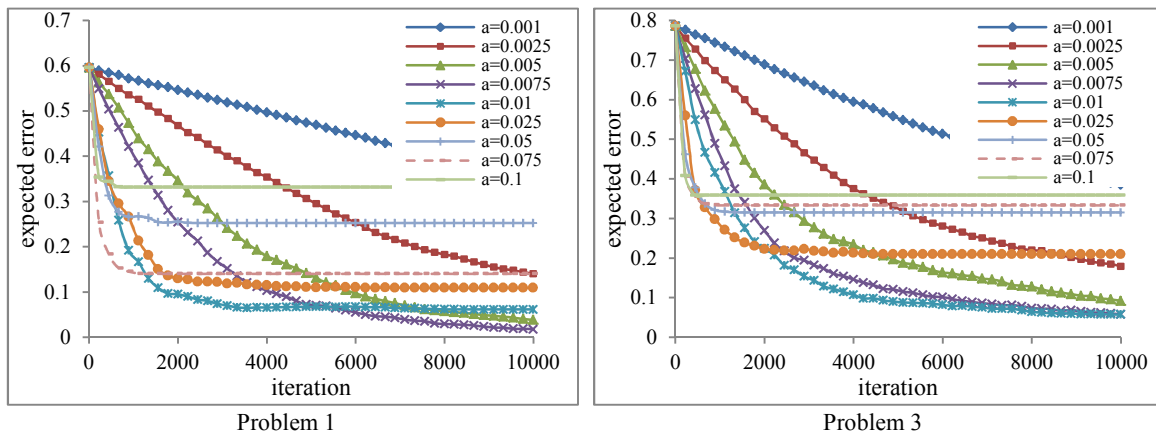 0.7
0.6
0.5
0.4
0.3
0.2
0.1
0
expected error
0 2000 4000 6000 8000 10000
iteration
a=0.001
a=0.0025
a=0.005
a=0.0075
a=0.01
a=0.025
a=0.05
a=0.075
a=0.1
Problem 1
0.8
0.7
0.6
0.5
0.4
0.3
0.2
0.1
0
expected error
0 2000 4000 6000 8000 10000
iteration
a=0.001
a=0.0025
a=0.005
a=0.0075
a=0.01
a=0.025
a=0.05
a=0.075
a=0.1
Problem 3